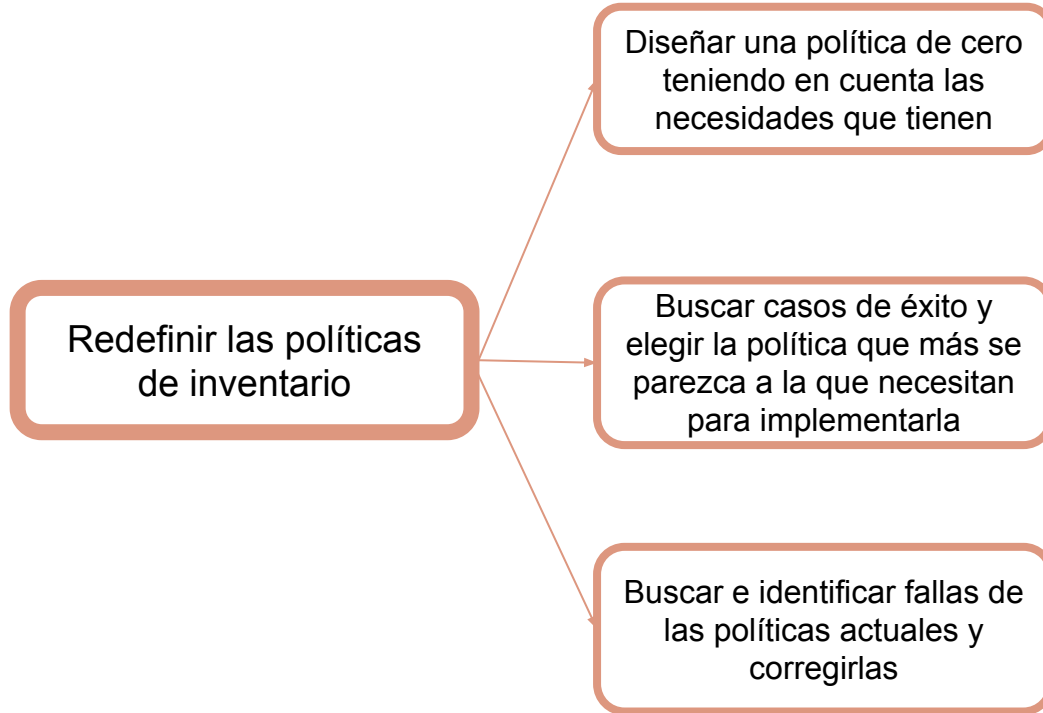 Diseñar una política de cero
teniendo en cuenta las
necesidades que tienen
Redefinir las políticas
de inventario
Buscar casos de éxito y
elegir la política que más se
parezca a la que necesitan
para implementarla
Buscar e identificar fallas de
las políticas actuales y
corregirlas